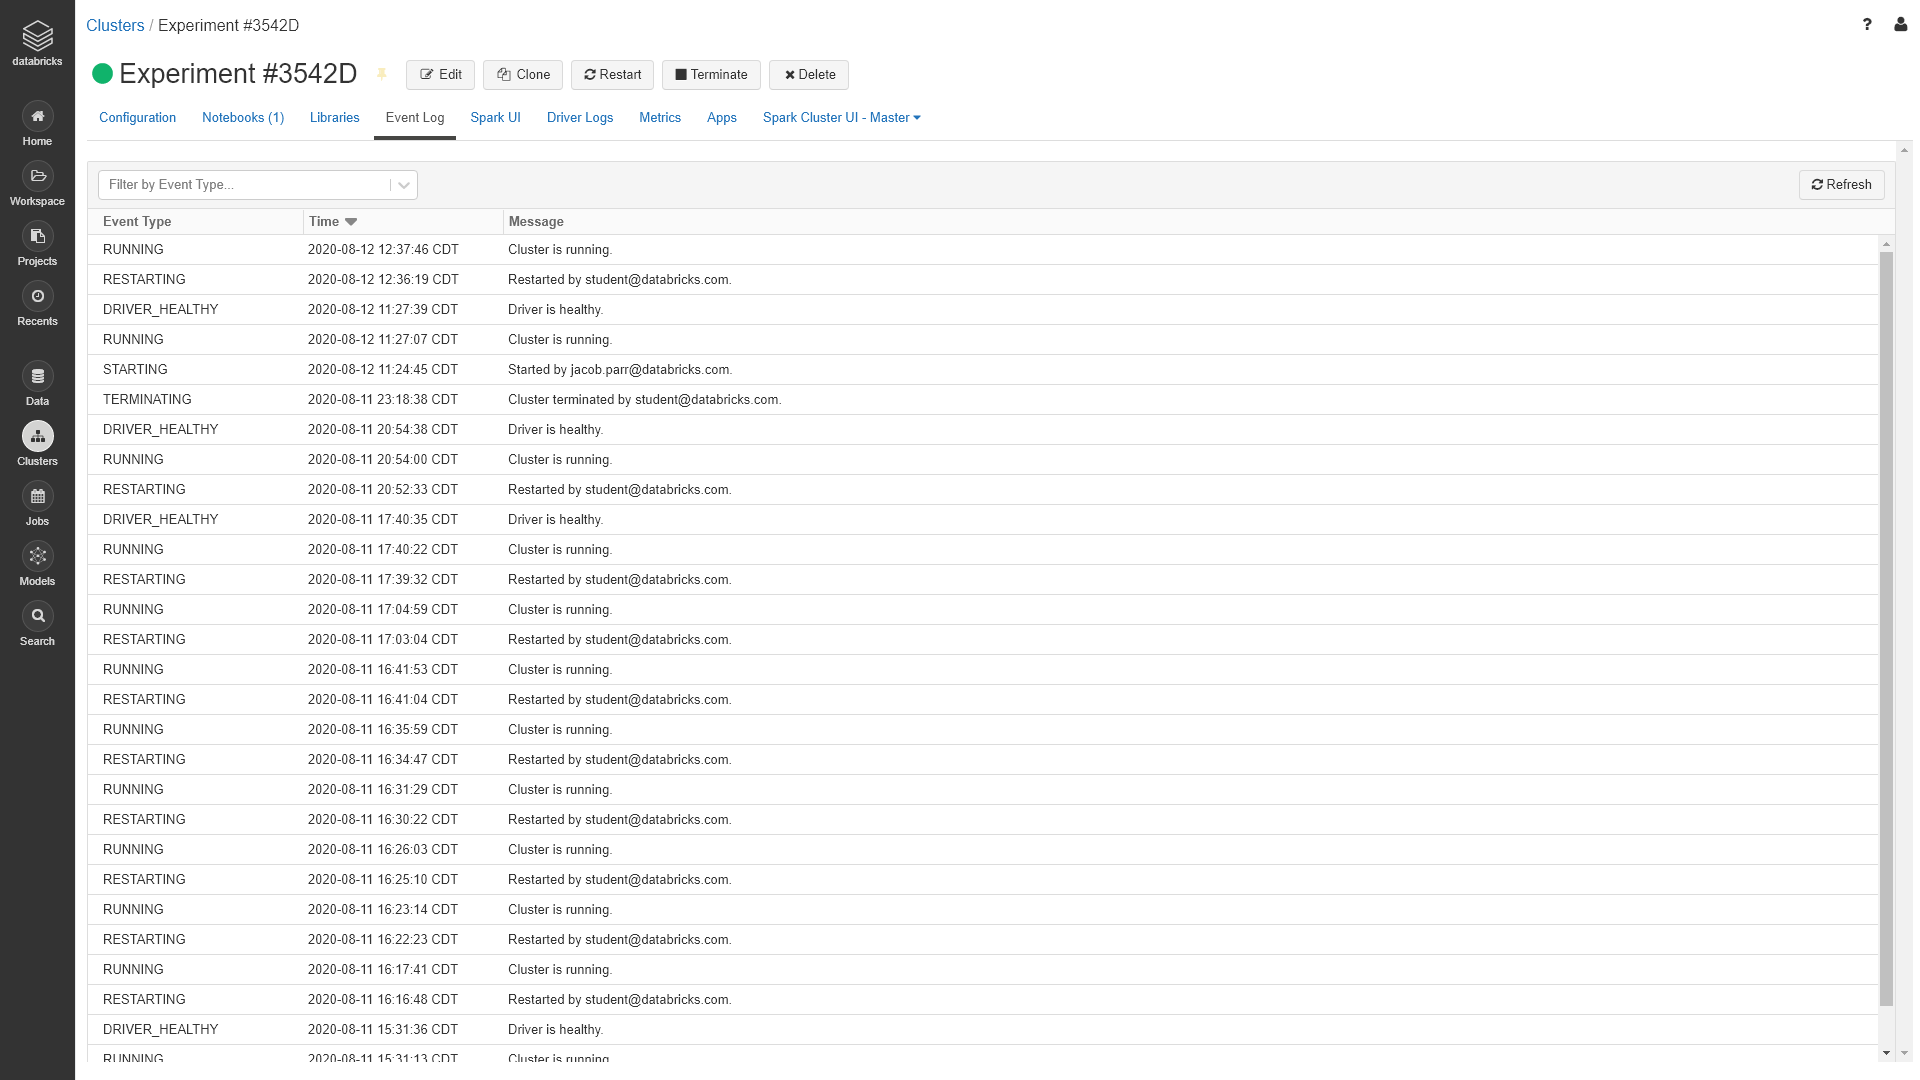 databricks
Home
Workspace
Projects
Recents
Data
Clusters
Jobs
Models
Search
Clusters / Experiment #3542D
?
Experiment #3542D Edit Clone Restart Terminate Delete
Configuration Notebooks (1) Libraries Event Log Spark UI Driver Logs Metrics Apps Spark Cluster UI - Master
Filter by Event Type... Refresh
Event Type Time Message
RUNNING 2020-08-12 12:37:46 CDT Cluster is running.
RESTARTING 2020-08-12 12:36:19 CDT Restarted by student@databricks.com.
DRIVER_HEALTHY 2020-08-12 11:27:39 CDT Driver is healthy.
RUNNING 2020-08-12 11:27:07 CDT Cluster is running.
STARTING 2020-08-12 11:24:45 CDT Started by jacob.parr@databricks.com.
TERMINATING 2020-08-11 23:18:38 CDT Cluster terminated by student@databricks.com.
DRIVER_HEALTHY 2020-08-11 20:54:38 CDT Driver is healthy.
RUNNING 2020-08-11 20:54:00 CDT Cluster is running.
RESTARTING 2020-08-11 20:52:33 CDT Restarted by student@databricks.com.
DRIVER_HEALTHY 2020-08-11 17:40:35 CDT Driver is healthy.
RUNNING 2020-08-11 17:40:22 CDT Cluster is running.
RESTARTING 2020-08-11 17:39:32 CDT Restarted by student@databricks.com.
RUNNING 2020-08-11 17:04:59 CDT Cluster is running.
RESTARTING 2020-08-11 17:03:04 CDT Restarted by student@databricks.com.
RUNNING 2020-08-11 16:41:53 CDT Cluster is running.
RESTARTING 2020-08-11 16:41:04 CDT Restarted by student@databricks.com.
RUNNING 2020-08-11 16:35:59 CDT Cluster is running.
RESTARTING 2020-08-11 16:34:47 CDT Restarted by student@databricks.com.
RUNNING 2020-08-11 16:31:29 CDT Cluster is running.
RESTARTING 2020-08-11 16:30:22 CDT Restarted by student@databricks.com.
RUNNING 2020-08-11 16:26:03 CDT Cluster is running.
RESTARTING 2020-08-11 16:25:10 CDT Restarted by student@databricks.com.
RUNNING 2020-08-11 16:23:14 CDT Cluster is running.
RESTARTING 2020-08-11 16:22:23 CDT Restarted by student@databricks.com.
RUNNING 2020-08-11 16:17:41 CDT Cluster is running.
RESTARTING 2020-08-11 16:16:48 CDT Restarted by student@databricks.com.
DRIVER_HEALTHY 2020-08-11 15:31:36 CDT Driver is healthy.
RUNNING 2020-08-11 15:31:13 CDT Cluster is running.